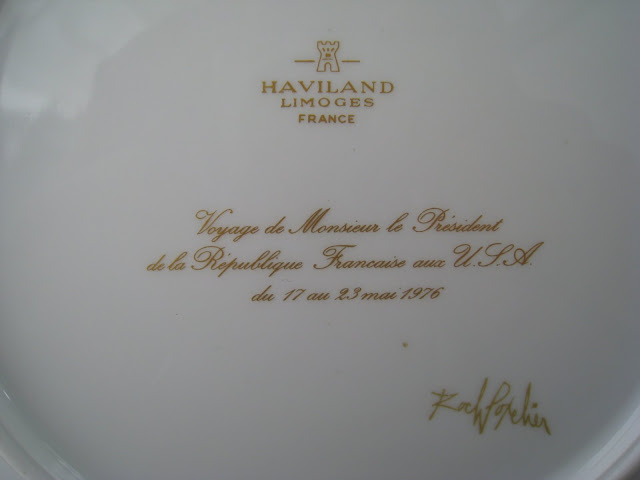 HAVILAND
LIMOGES
FRANCE
Voyage de Monsieur le Président
de la République Francaise aux U.S.A.
du 17 au 23 mai 1976